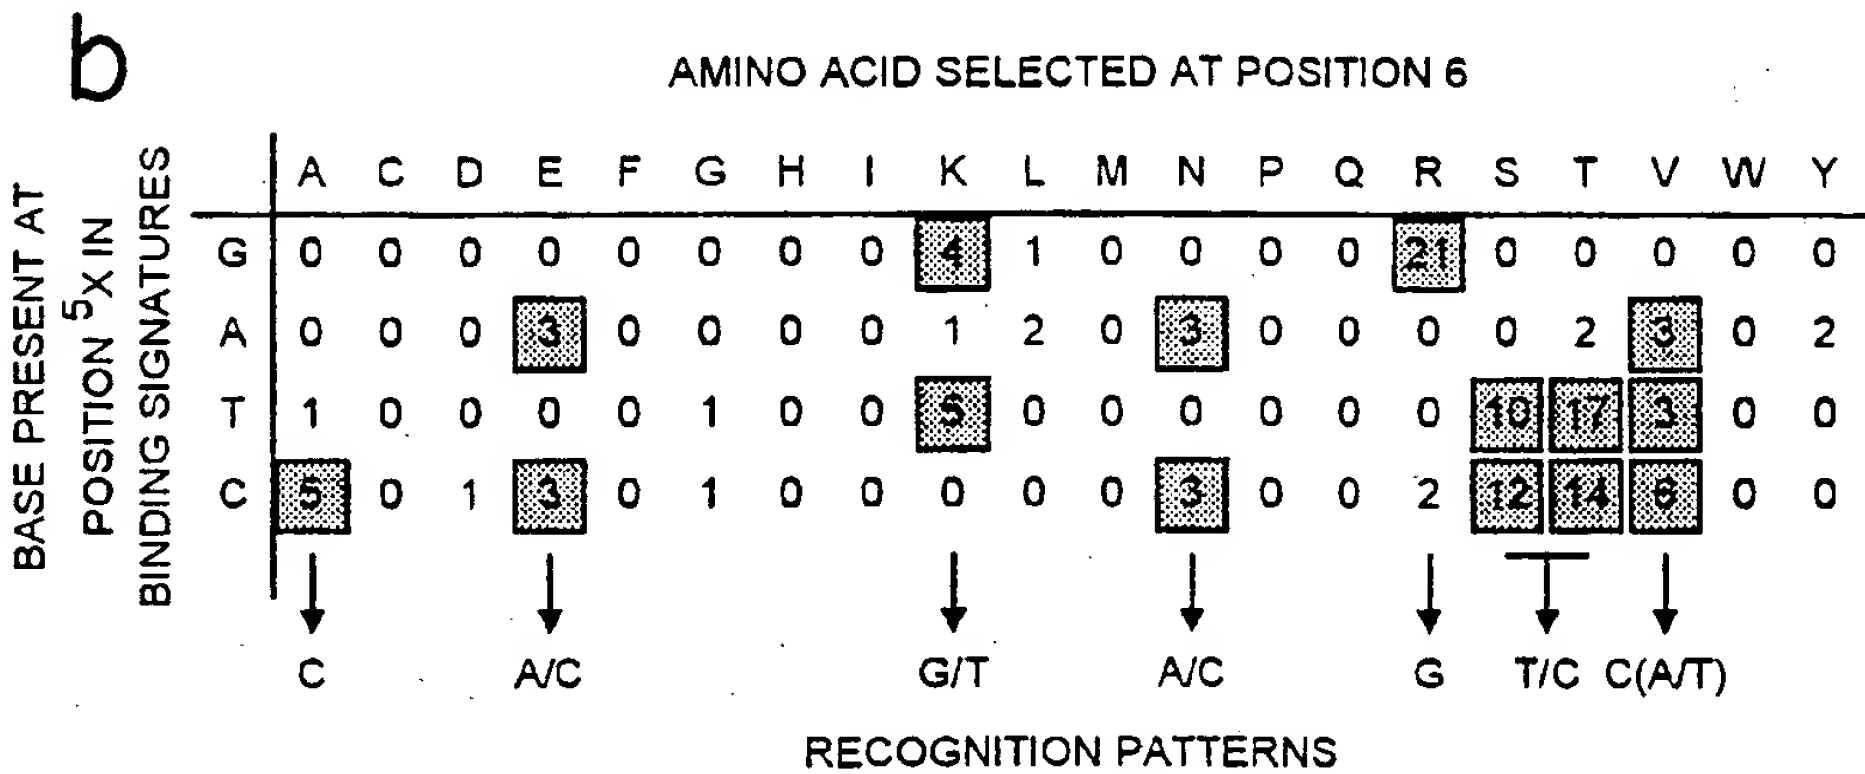 b
AMINO ACID SELECTED AT POSITION 6
BASE PRESENT AT
POSITION ⁵X IN
BINDING SIGNATURES
A C D E F G H I K L M N P Q R S T V W Y
G 0 0 0 0 0 0 0 0 4 1 0 0 0 0 21 0 0 0 0 0
A 0 0 0 3 0 0 0 0 1 2 0 3 0 0 0 0 2 3 0 2
T 1 0 0 0 0 1 0 0 5 0 0 0 0 0 0 10 17 3 0 0
C 5 0 1 3 0 1 0 0 0 0 0 3 0 0 2 12 14 6 0 0
C A/C G/T A/C G T/C C(A/T)
RECOGNITION PATTERNS